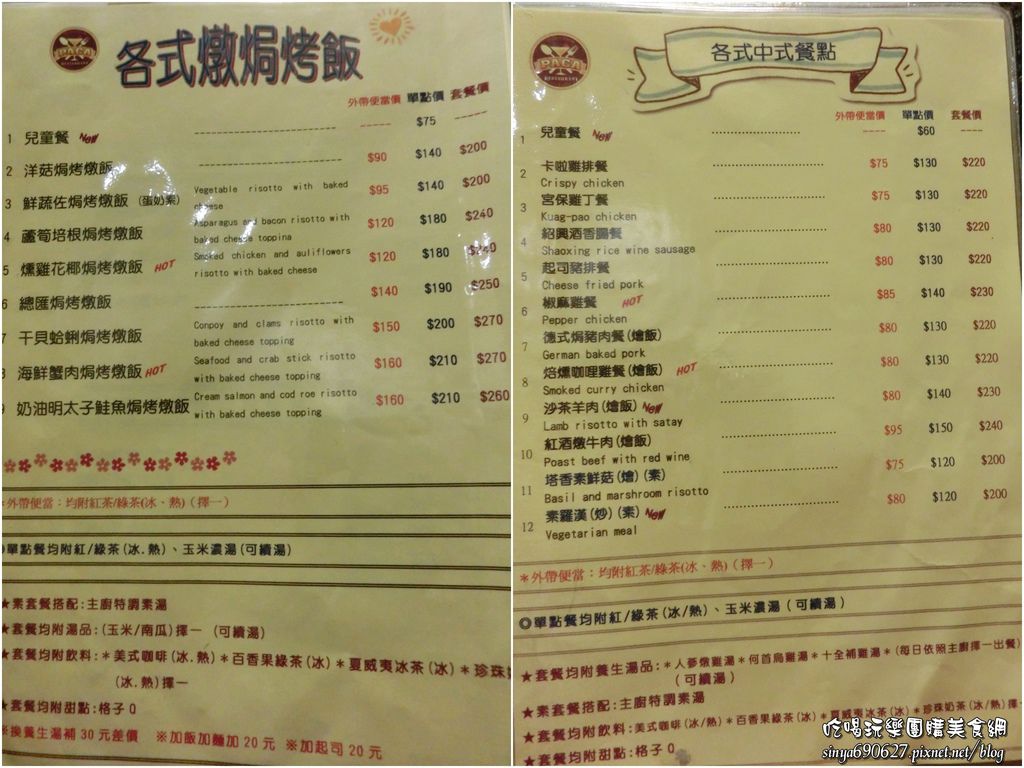 PACA
RESTAURANT
各式燉焗烤飯
外帶便當價 單點價 套餐價
1 兒童餐 New ----- $75 -----
2 洋菇焗烤燉飯 $90 $140 $200
3 鮮蔬佐焗烤燉飯 (蛋奶素) Vegetable risotto with baked cheese $95 $140 $200
4 蘆筍培根焗烤燉飯 Asparagus and bacon risotto with baked cheese toppina $120 $180 $240
5 燻雞花椰焗烤燉飯 HOT Smoked chicken and auliflowers risotto with baked cheese $120 $180 $240
6 總匯焗烤燉飯 $140 $190 $250
7 干貝蛤蜊焗烤燉飯 Conpoy and clams risotto with baked cheese topping $150 $200 $270
海鮮蟹肉焗烤燉飯 HOT Seafood and crab stick risotto with baked cheese topping $160 $210 $270
奶油明太子鮭魚焗烤燉飯 Cream salmon and cod roe risotto with baked cheese topping $160 $210 $260
*外帶便當：均附紅茶/綠茶(冰、熱)(擇一)
單點餐均附紅/綠茶(冰.熱)、玉米濃湯(可續湯)
★素套餐搭配:主廚特調素湯
★套餐均附湯品:(玉米/南瓜)擇一 (可續湯)
★套餐均附飲料:＊美式咖啡(冰.熱)＊百香果綠茶(冰)＊夏威夷冰茶(冰)＊珍珠
(冰.熱)擇一
★套餐均附甜點:格子Q
※換養生湯補30元差價 ※加飯加麵加20元 ※加起司20元
PACA
RESTAURANT
各式中式餐點
外帶便當價 單點價 套餐價
1 兒童餐 New ---- $60 ----
2 卡啦雞排餐 $75 $130 $220
Crispy chicken
3 宮保雞丁餐 $75 $130 $220
Kuag-pao chicken
4 紹興酒香腸餐 $80 $130 $220
Shaoxing rice wine sausage
5 起司豬排餐 $80 $130 $220
Cheese fried pork
6 椒麻雞餐 HOT $85 $140 $230
Pepper chicken
7 德式焗豬肉餐(燴飯) $80 $130 $220
German baked pork
8 焙燻咖哩雞餐(燴飯) HOT $80 $130 $220
Smoked curry chicken
9 沙茶羊肉(燴飯) New $80 $140 $230
Lamb risotto with satay
10 紅酒燉牛肉(燴飯) $95 $150 $240
Poast beef with red wine
11 塔香素鮮菇(燴)(素) $75 $120 $200
Basil and marshroom risotto
12 素羅漢(炒)(素) New $80 $120 $200
Vegetarian meal
＊外帶便當：均附紅茶/綠茶(冰、熱)(擇一)
◎單點餐均附紅/綠茶(冰/熱)、玉米濃湯(可續湯)
★套餐均附養生湯品:＊人蔘燉雞湯＊何首烏雞湯＊十全補雞湯＊(每日依照主廚擇一出餐)
(可續湯)
★素套餐搭配:主廚特調素湯
★套餐均附飲料:美式咖啡(冰/熱)＊百香果綠茶(冰)＊夏威夷冰茶(冰)＊珍珠奶茶(冰/熱)擇一
★套餐均附甜點:格子Q
吃喝玩樂團購美食網
sinya690627.pixnet.net/blog